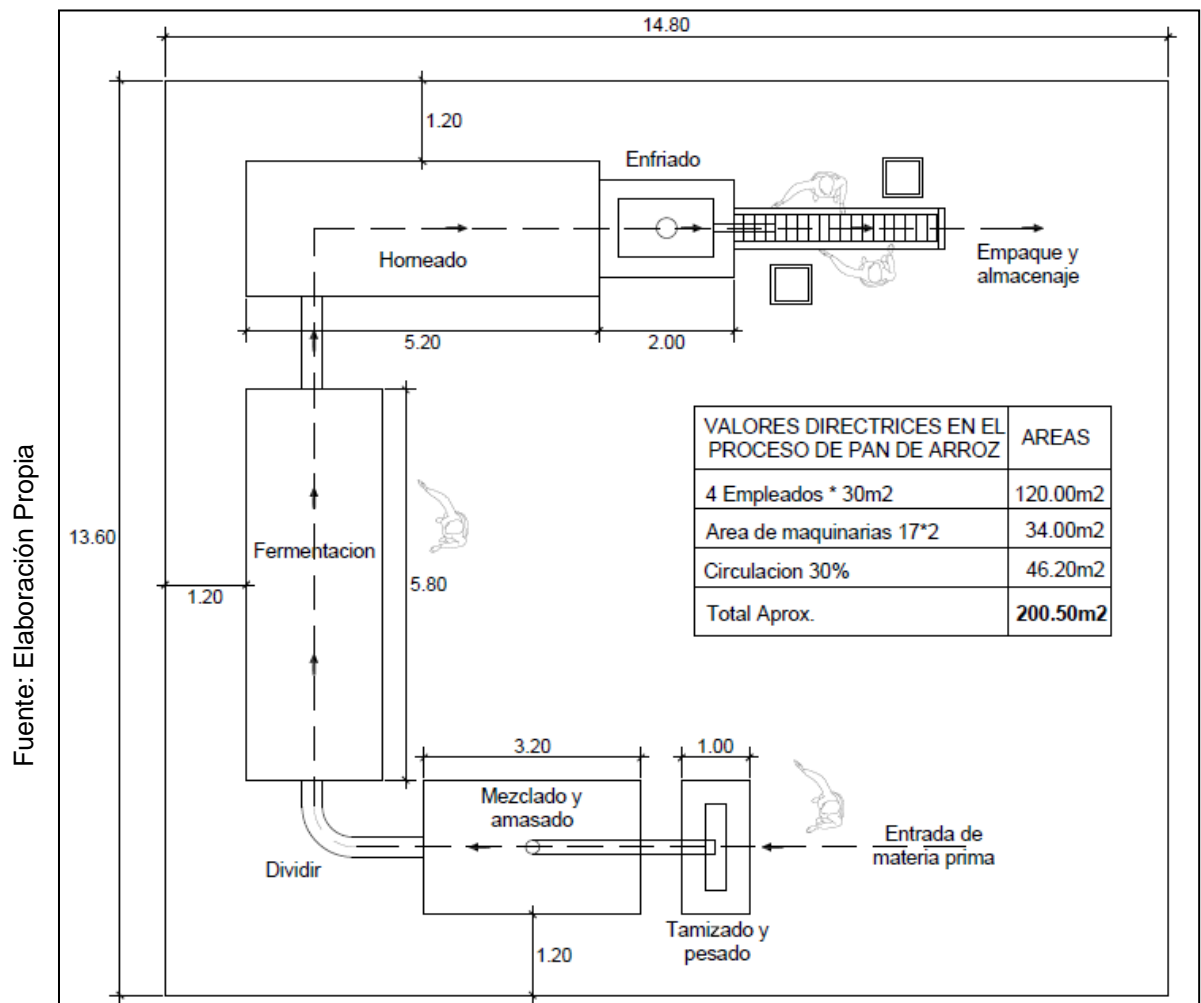 14.80
1.20
Enfriado
Horneado
Empaque y
almacenaje
5.20
2.00
VALORES DIRECTRICES EN EL
PROCESO DE PAN DE ARROZ
AREAS
4 Empleados * 30m2
120.00m2
Area de maquinarias 17*2
34.00m2
Circulacion 30%
46.20m2
Total Aprox.
200.50m2
Fuente: Elaboración Propia
13.60
Fermentacion
1.20
5.80
3.20
1.00
Mezclado y
amasado
Entrada de
materia prima
Dividir
Tamizado y
pesado
1.20